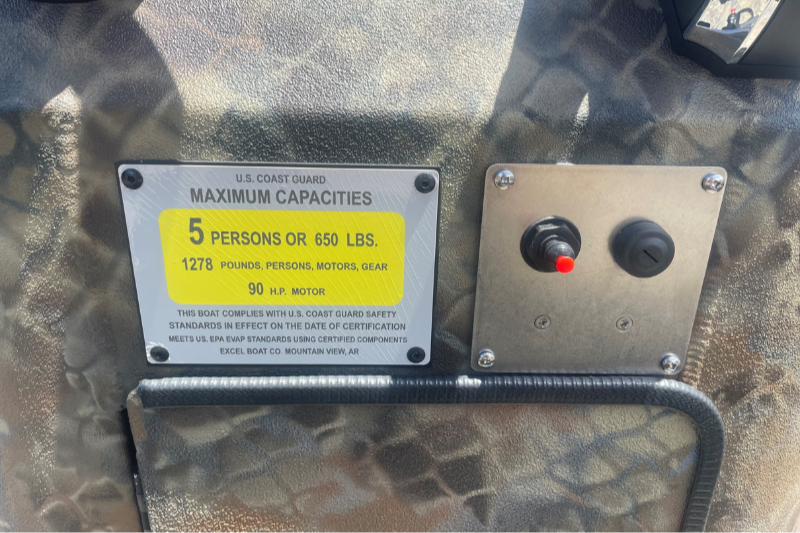 U.S. COAST GUARD
MAXIMUM CAPACITIES
5 PERSONS OR 650 LBS.
1278 POUNDS, PERSONS, MOTORS, GEAR
90 H.P. MOTOR
THIS BOAT COMPLIES WITH U.S. COAST GUARD SAFETY
STANDARDS IN EFFECT ON THE DATE OF CERTIFICATION
MEETS US. EPA EVAP STANDARDS USING CERTIFIED COMPONENTS
EXCEL BOAT CO. MOUNTAIN VIEW, AR